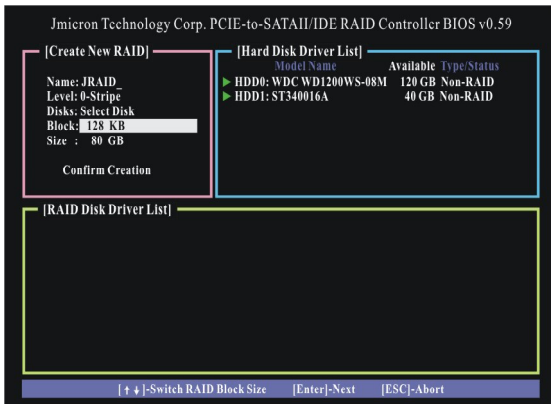 Jmicron Technology Corp. PCIE-to-SATAII/IDE RAID Controller BIOS v0.59
[Create New RAID]
Name: JRAID_
Level: 0-Stripe
Disks: Select Disk
Block: 128 KB
Size : 80 GB
Confirm Creation
[Hard Disk Driver List]
Model Name Available Type/Status
HDD0: WDC WD1200WS-08M 120 GB Non-RAID
HDD1: ST340016A 40 GB Non-RAID
[RAID Disk Driver List]
[↑↓]-Switch RAID Block Size [Enter]-Next [ESC]-Abort